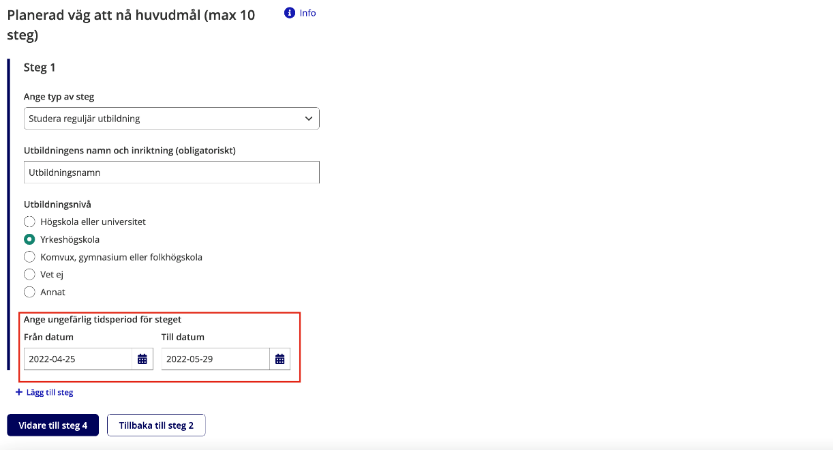 Planerad väg att nå huvudmål (max 10
steg)
Info
Steg 1
Ange typ av steg
Studera reguljär utbildning
Utbildningens namn och inriktning (obligatoriskt)
Utbildningsnamn
Utbildningsnivå
Högskola eller universitet
Yrkeshögskola
Komvux, gymnasium eller folkhögskola
Vet ej
Annat
Ange ungefärlig tidsperiod för steget
Från datum Till datum
2022-04-25 2022-05-29
+ Lägg till steg
Vidare till steg 4 Tillbaka till steg 2